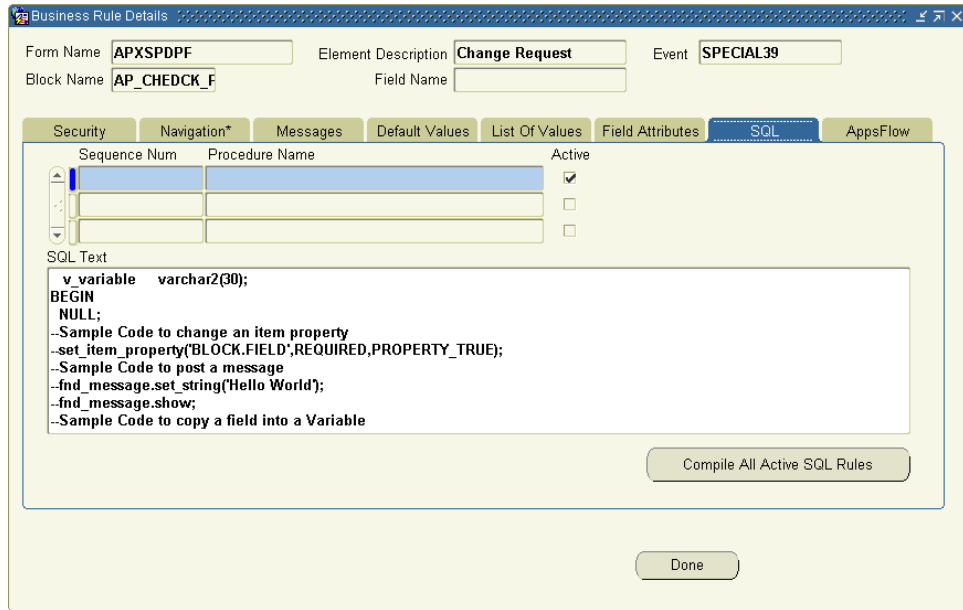 Business Rule Details
Form Name APXSPDPF Element Description Change Request Event SPECIAL39
Block Name AP_CHEDCK_F Field Name
Security Navigation* Messages Default Values List Of Values Field Attributes SQL AppsFlow
Sequence Num Procedure Name Active
SQL Text
v_variable varchar2(30);
BEGIN
NULL;
--Sample Code to change an item property
--set_item_property('BLOCK.FIELD',REQUIRED,PROPERTY_TRUE);
--Sample Code to post a message
--fnd_message.set_string('Hello World');
--fnd_message.show;
--Sample Code to copy a field into a Variable
Compile All Active SQL Rules
Done